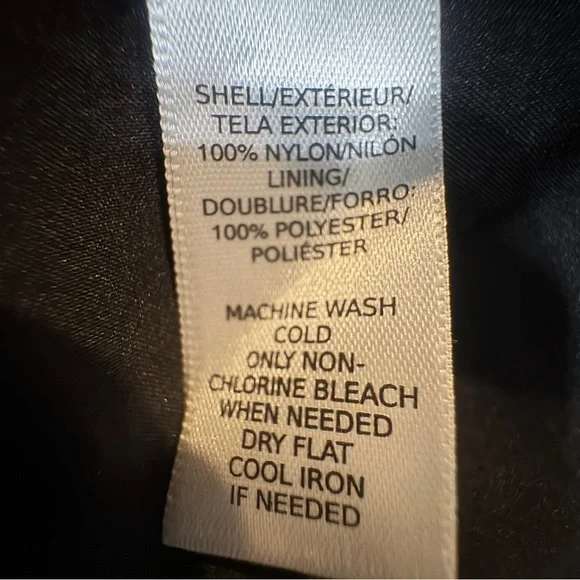 SHELL/EXTÉRIEUR/
TELA EXTERIOR:
100% NYLON/NILÓN
LINING/
DOUBLURE/FORRO:
100% POLYESTER/
POLIÉSTER
MACHINE WASH
COLD
ONLY NON-
CHLORINE BLEACH
WHEN NEEDED
DRY FLAT
COOL IRON
IF NEEDED